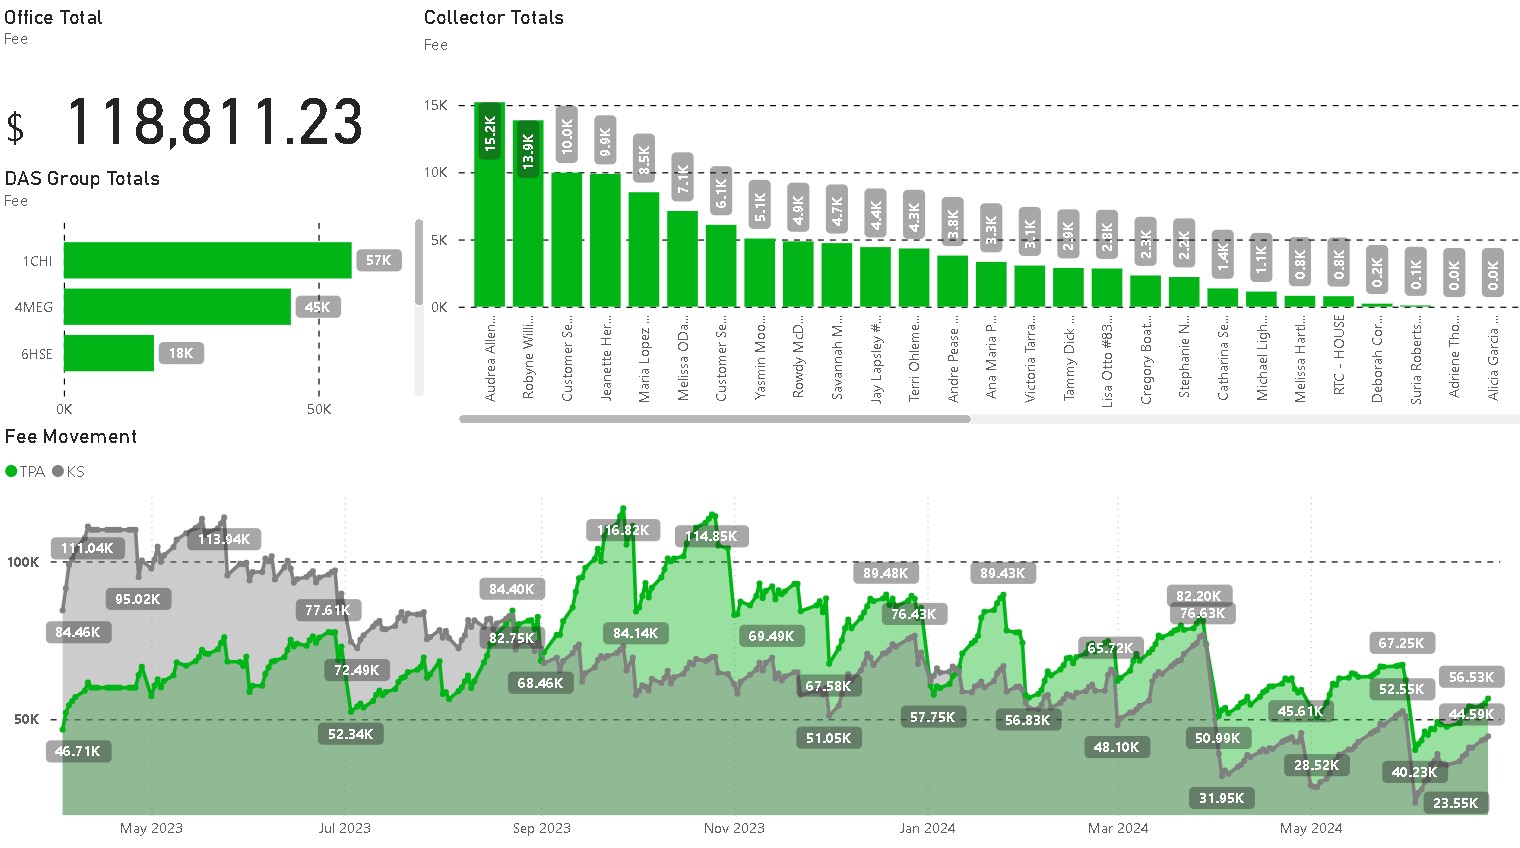 Office Total
Fee
$ 118,811.23
DAS Group Totals
Fee
1CHI 57K
4MEG 45K
6HSE 18K
0K 50K
Collector Totals
Fee
15K
10K
5K
0K
15.2K
13.9K
10.0K
9.9K
8.5K
7.1K
6.1K
5.1K
4.9K
4.7K
4.4K
4.3K
3.8K
3.3K
3.1K
2.9K
2.8K
2.3K
2.2K
1.4K
1.1K
0.8K
0.8K
0.2K
0.1K
0.0K
0.0K
Audrea Allen...
Robyne Willi...
Customer Se...
Jeanette Her...
Maria Lopez ...
Melissa ODa...
Customer Se...
Yasmin Moo...
Rowdy McD...
Savannah M...
Jay Lapsley #...
Terri Ohleme...
Andre Pease ...
Ana Maria P...
Victoria Tarra...
Tammy Dick ...
Lisa Otto #83...
Gregory Boat...
Stephanie N...
Catharina Se...
Michael Ligh...
Melissa Hartl...
RTC - HOUSE
Deborah Cor...
Suria Roberts...
Adriene Tho...
Alicia Garcia ...
Fee Movement
TPA KS
100K
50K
111.04K
113.94K
95.02K
84.46K
46.71K
77.61K
72.49K
52.34K
84.40K
82.75K
68.46K
116.82K
84.14K
114.85K
69.49K
67.58K
51.05K
89.48K
76.43K
57.75K
89.43K
56.83K
65.72K
48.10K
82.20K
76.63K
50.99K
31.95K
45.61K
28.52K
67.25K
52.55K
40.23K
23.55K
56.53K
44.59K
May 2023 Jul 2023 Sep 2023 Nov 2023 Jan 2024 Mar 2024 May 2024